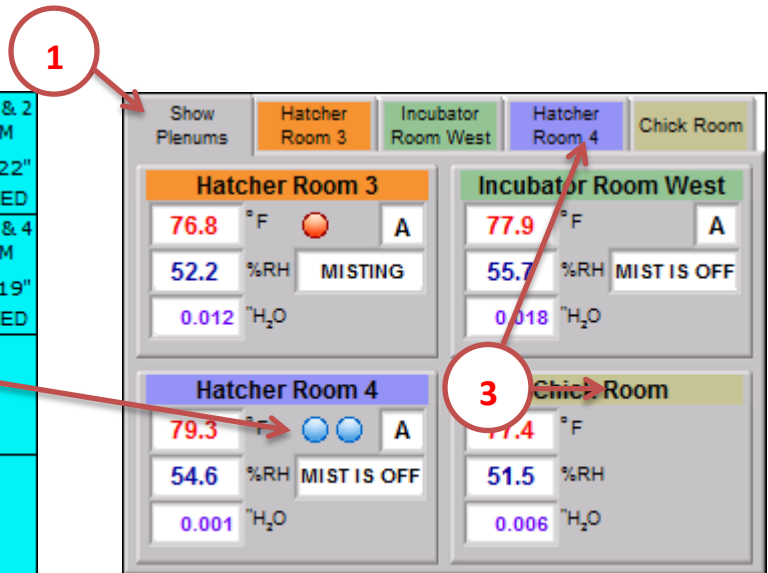 1
& 2
M
22"
ED
& 4
M
19"
ED
Show
Plenums
Hatcher
Room 3
Incubator
Room West
Hatcher
Room 4
Chick Room
Hatcher Room 3
76.8 °F A
52.2 %RH MISTING
0.012 "H₂O
Incubator Room West
77.9 °F A
55.7 %RH MIST IS OFF
0.018 "H₂O
Hatcher Room 4
79.3 °F A
54.6 %RH MIST IS OFF
0.001 "H₂O
3
Chick Room
77.4 °F
51.5 %RH
0.006 "H₂O